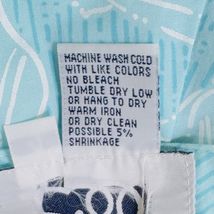 MACHINE WASH COLD
WITH LIKE COLORS
NO BLEACH
TUMBLE DRY LOW
OR HANG TO DRY
WARM IRON
OR DRY CLEAN
POSSIBLE 5%
SHRINKAGE